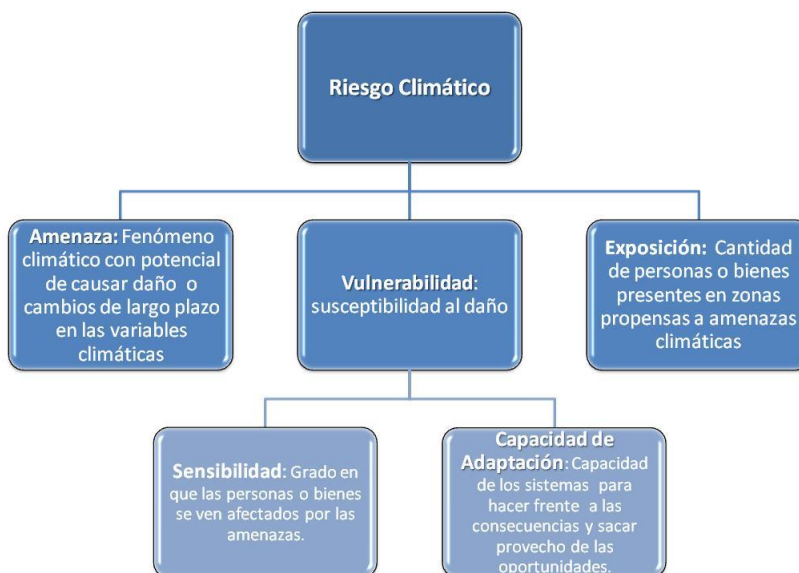 Riesgo Climático
Amenaza: Fenómeno
climático con potencial
de causar daño o
cambios de largo plazo
en las variables
climáticas
Vulnerabilidad:
susceptibilidad al daño
Exposición: Cantidad
de personas o bienes
presentes en zonas
propensas a amenazas
climáticas
Sensibilidad: Grado en
que las personas o bienes
se ven afectados por las
amenazas.
Capacidad de
Adaptación: Capacidad
de los sistemas para
hacer frente a las
consecuencias y sacar
provecho de las
oportunidades.